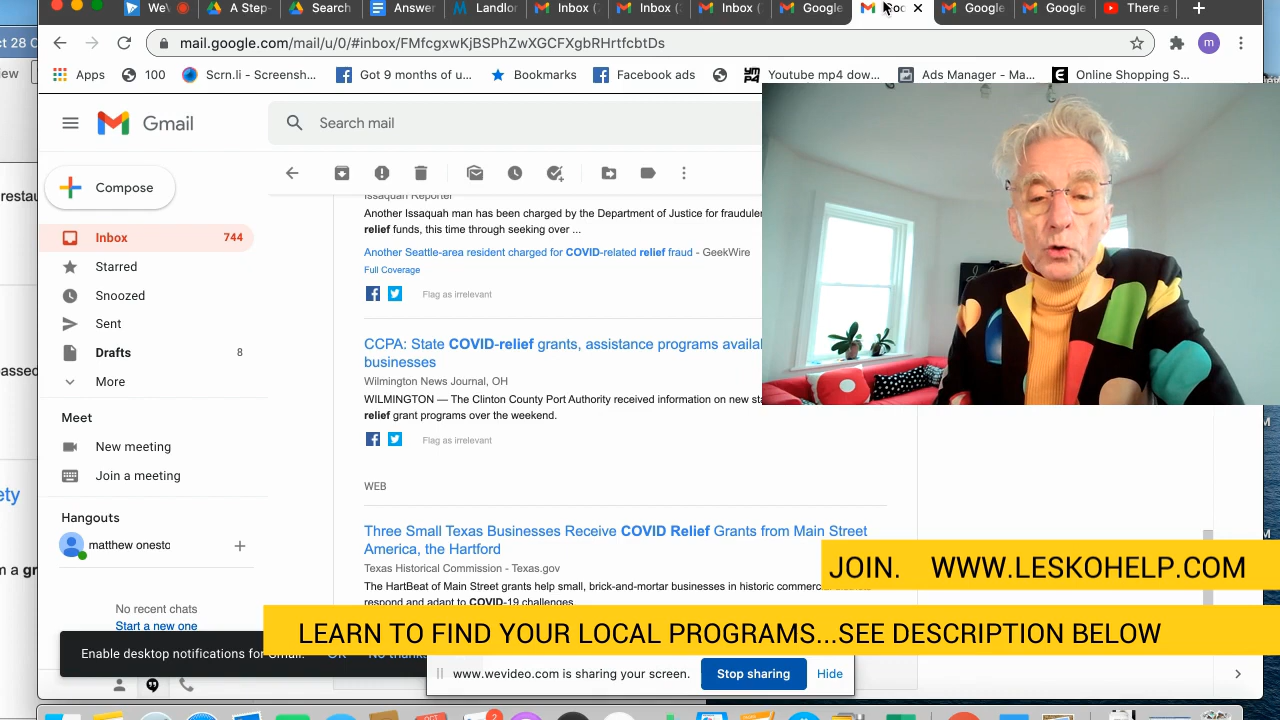 Oct 28
We
A Step-
Search
Answer
Landlor
Inbox (
Inbox (
Inbox (
Google
Google
Google
There a
mail.google.com/mail/u/0/#inbox/FMfcgxwKjBSPhZwXGCFXgbRHrtfcbtDs
m
Apps
100
Scrn.li - Screensh...
Got 9 months of u...
Bookmarks
Facebook ads
Youtube mp4 dow...
Ads Manager - Ma...
Online Shopping S...
Gmail
Search mail
Compose
Inbox 744
Starred
Snoozed
Sent
Drafts 8
More
Meet
New meeting
Join a meeting
Hangouts
matthew onesto
No recent chats
Start a new one
Issaquah Reporter
Another Issaquah man has been charged by the Department of Justice for fraudulen
relief funds, this time through seeking over ...
Another Seattle-area resident charged for COVID-related relief fraud - GeekWire
Full Coverage
Flag as irrelevant
CCPA: State COVID-relief grants, assistance programs availa
businesses
Wilmington News Journal, OH
WILMINGTON — The Clinton County Port Authority received information on new sta
relief grant programs over the weekend.
Flag as irrelevant
WEB
Three Small Texas Businesses Receive COVID Relief Grants from Main Street
America, the Hartford
Texas Historical Commission - Texas.gov
The HartBeat of Main Street grants help small, brick-and-mortar businesses in historic commerc
respond and adapt to COVID-19 challenges
JOIN. WWW.LESKOHELP.COM
LEARN TO FIND YOUR LOCAL PROGRAMS...SEE DESCRIPTION BELOW
Enable desktop notifications for Gmail. OK No thanks
www.wevideo.com is sharing your screen.
Stop sharing
Hide